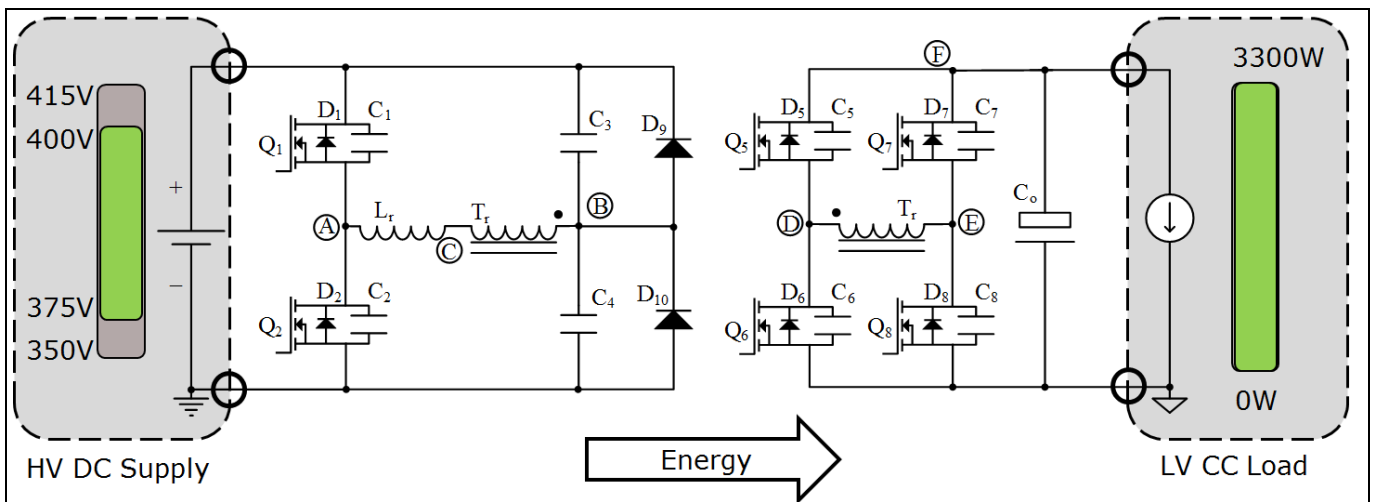 415V
400V
375V
350V
+
−
HV DC Supply
Q1
D1
C1
Q2
D2
C2
A
Lr
C
Tr
B
C3
C4
D9
D10
Energy
Q5
D5
C5
Q6
D6
C6
D
Tr
E
F
Q7
D7
C7
Q8
D8
C8
Co
3300W
0W
LV CC Load